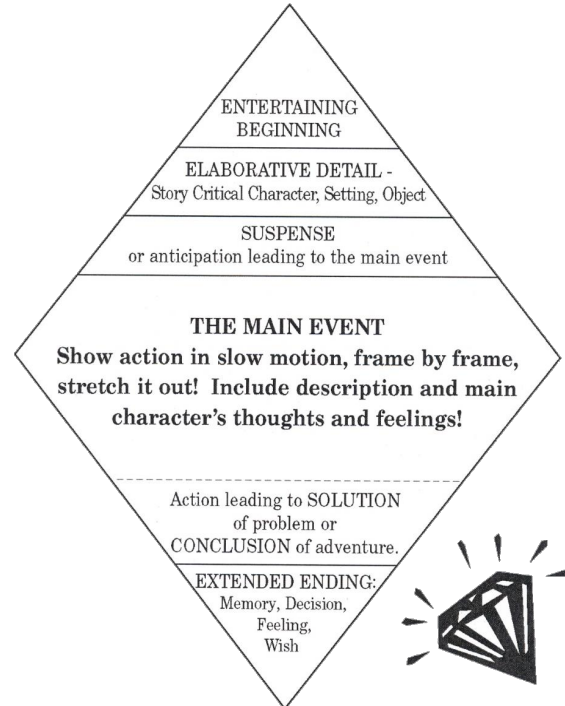 ENTERTAINING
BEGINNING
ELABORATIVE DETAIL -
Story Critical Character, Setting, Object
SUSPENSE
or anticipation leading to the main event
THE MAIN EVENT
Show action in slow motion, frame by frame,
stretch it out! Include description and main
character's thoughts and feelings!
Action leading to SOLUTION
of problem or
CONCLUSION of adventure.
EXTENDED ENDING:
Memory, Decision,
Feeling,
Wish